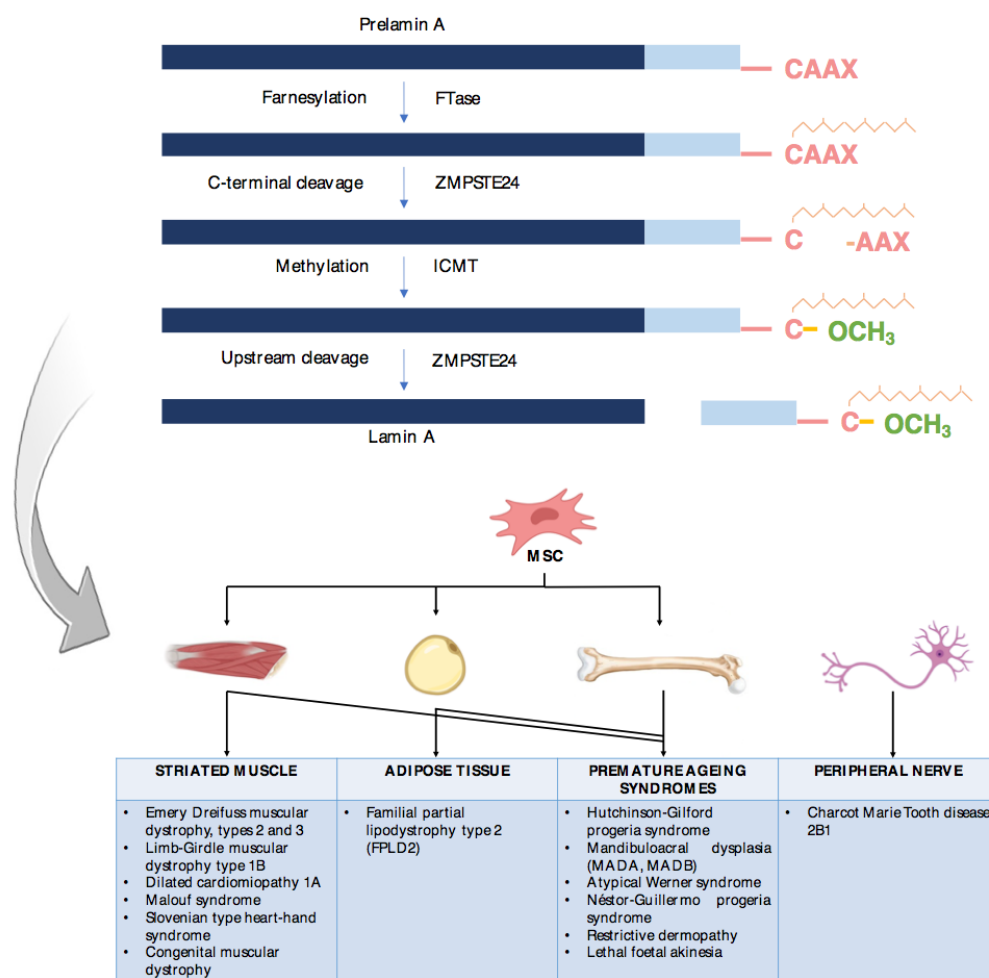 Prelamin A
CAAX
Farnesylation FTase
CAAX
C-terminal cleavage ZMPSTE24
C -AAX
Methylation ICMT
C OCH3
Upstream cleavage ZMPSTE24
Lamin A
C OCH3
MSC
STRIATED MUSCLE
• Emery Dreifuss muscular
dystrophy, types 2 and 3
• Limb-Girdle muscular
dystrophy type 1B
• Dilated cardiomiopathy 1A
• Malouf syndrome
• Slovenian type heart-hand
syndrome
• Congenital muscular
dystrophy
ADIPOSE TISSUE
• Familial partial
lipodystrophy type 2
(FPLD2)
PREMATURE AGEING
SYNDROMES
• Hutchinson-Gilford
progeria syndrome
• Mandibuloacral dysplasia
(MADA, MADB)
• Atypical Werner syndrome
• Néstor-Guillermo progeria
syndrome
• Restrictive dermopathy
• Lethal foetal akinesia
PERIPHERAL NERVE
• Charcot Marie Tooth disease
2B1